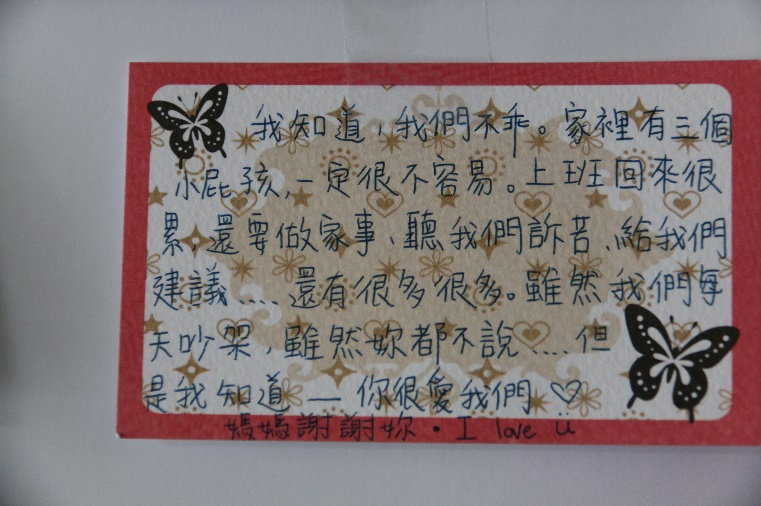 我知道，我們不乖。家裡有三個
小屁孩,一定很不容易。上班回來很
累,還要做家事、聽我們訴苦、給我們
建議....還有很多很多。雖然我們每
天吵架，雖然妳都不說....但
是我知道 — 你很愛我們 ♡
媽媽謝謝妳·I love ü